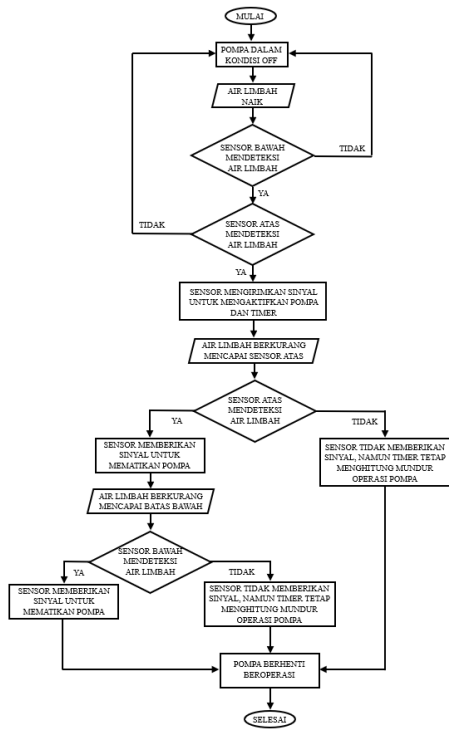 MULAI
POMPA DALAM
KONDISI OFF
AIR LIMBAH
NAIK
SENSOR BAWAH
MENDETEKSI
AIR LIMBAH
TIDAK
YA
SENSOR ATAS
MENDETEKSI
AIR LIMBAH
TIDAK
YA
SENSOR MENGIRIMKAN SINYAL
UNTUK MENGAKTIFKAN POMPA
DAN TIMER
AIR LIMBAH BERKURANG
MENCAPAI SENSOR ATAS
SENSOR ATAS
MENDETEKSI
AIR LIMBAH
YA
TIDAK
SENSOR MEMBERIKAN
SINYAL UNTUK
MEMATIKAN POMPA
SENSOR TIDAK MEMBERIKAN
SINYAL, NAMUN TIMER TETAP
MENGHITUNG MUNDUR
OPERASI POMPA
AIR LIMBAH BERKURANG
MENCAPAI BATAS BAWAH
SENSOR BAWAH
MENDETEKSI
AIR LIMBAH
YA
TIDAK
SENSOR MEMBERIKAN
SINYAL UNTUK
MEMATIKAN POMPA
SENSOR TIDAK MEMBERIKAN
SINYAL, NAMUN TIMER TETAP
MENGHITUNG MUNDUR
OPERASI POMPA
POMPA BERHENTI
BEROPERASI
SELESAI